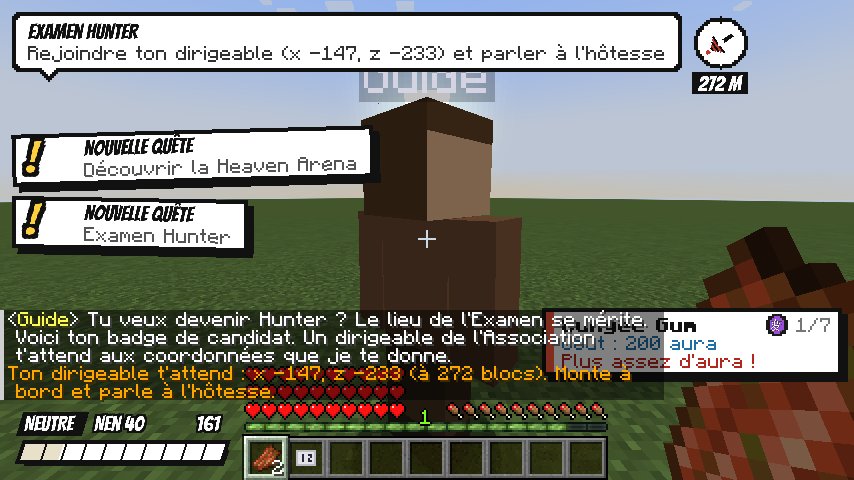 EXAMEN HUNTER
Rejoindre ton dirigeable (x -147, z -233) et parler à l'hôtesse
272 M
Guide
NOUVELLE QUÊTE
Découvrir la Heaven Arena
NOUVELLE QUÊTE
Examen Hunter
<Guide> Tu veux devenir Hunter ? Le lieu de l'Examen se mérite.
Voici ton badge de candidat. Un dirigeable de l'Association
t'attend aux coordonnées que je te donne.
Ton dirigeable t'attend : x -147, z -233 (à 272 blocs). Monte à
bord et parle à l'hôtesse.
Bungee Gum
1/7
Coût : 200 aura
Plus assez d'aura !
NEUTRE
NEN 40
161
1
2
12